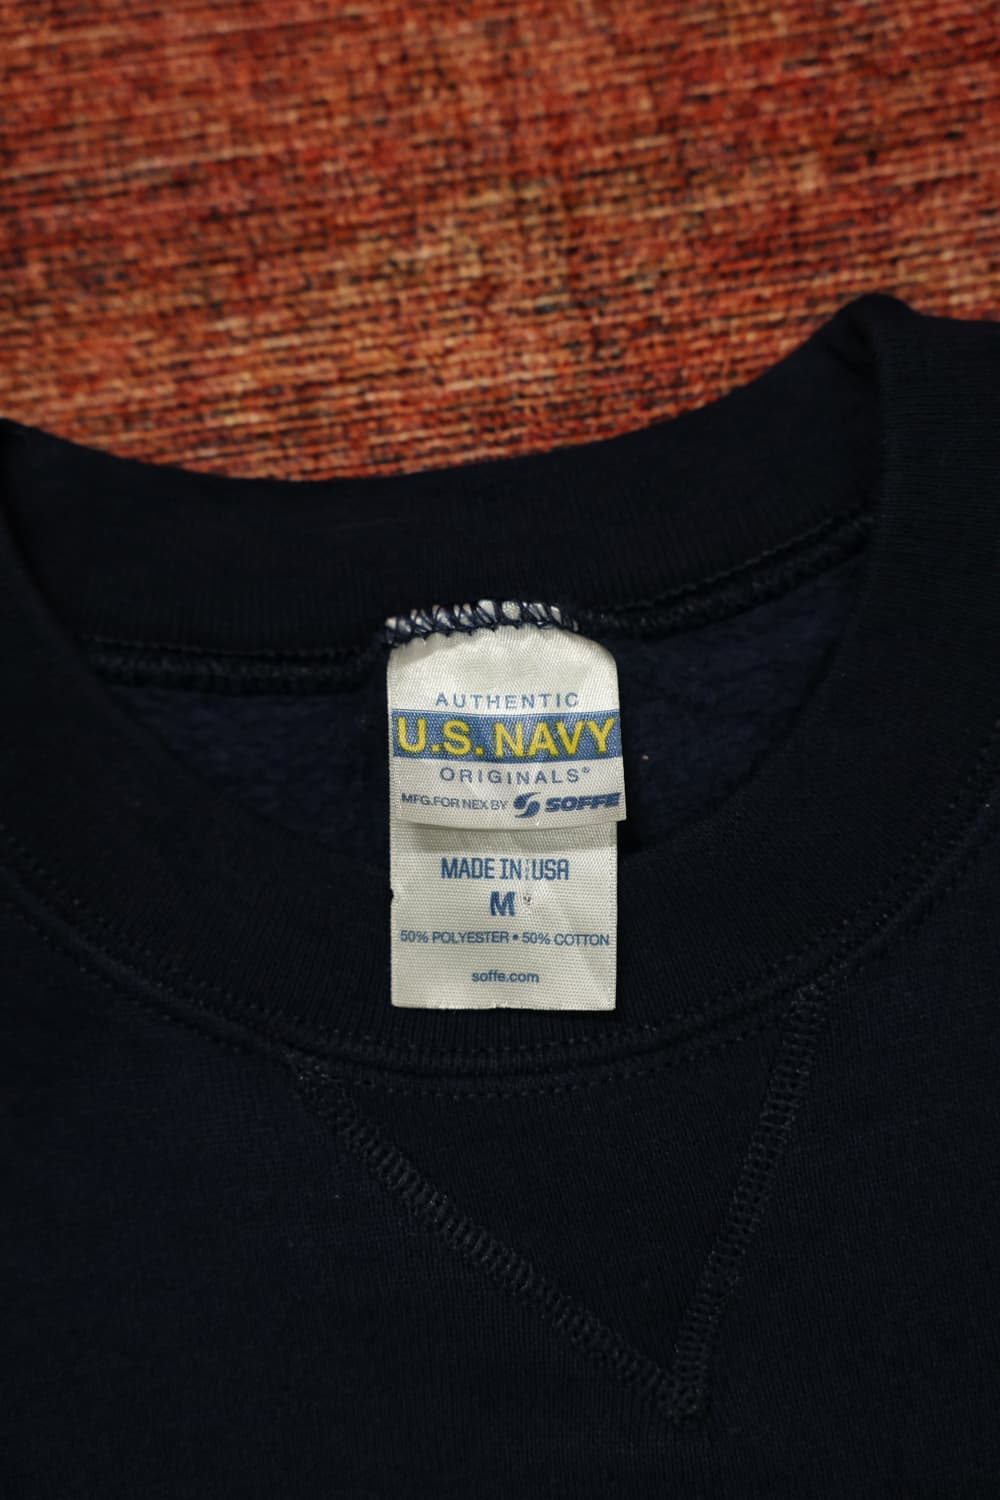 AUTHENTIC
U.S. NAVY
ORIGINALS®
MFG. FOR NEX BY SOFFE
MADE IN USA
M
50% POLYESTER • 50% COTTON
soffe.com